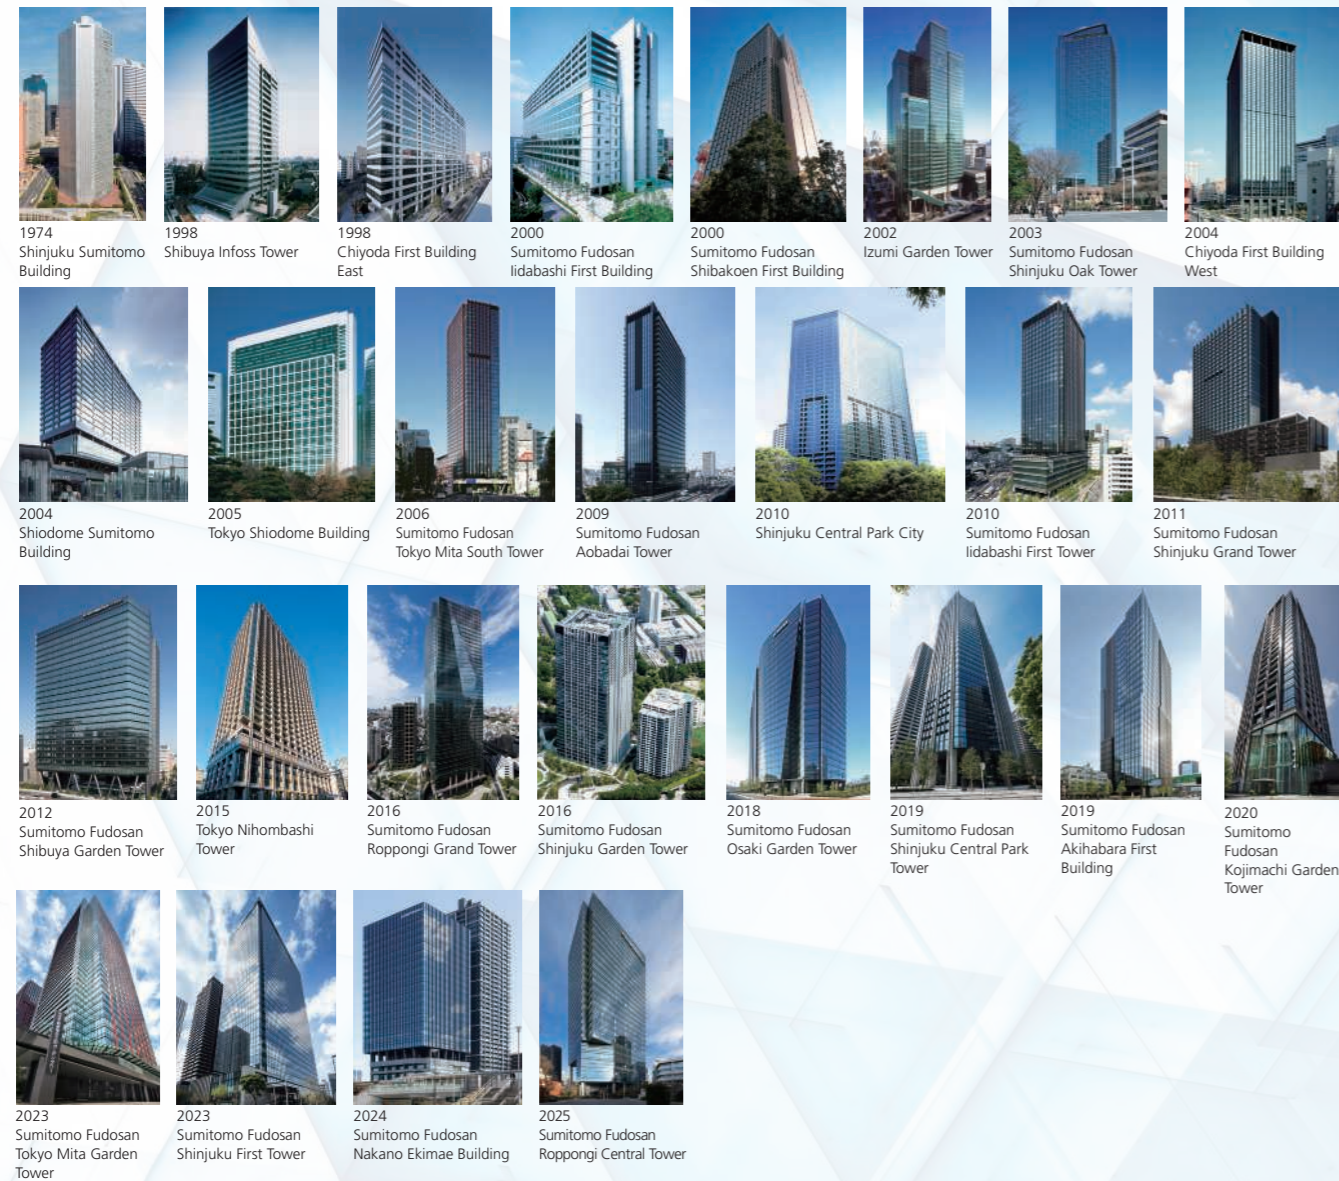 1974
Shinjuku Sumitomo
Building
1998
Shibuya Infoss Tower
1998
Chiyoda First Building
East
2000
Sumitomo Fudosan
Iidabashi First Building
2000
Sumitomo Fudosan
Shibakoen First Building
2002
Izumi Garden Tower
2003
Sumitomo Fudosan
Shinjuku Oak Tower
2004
Chiyoda First Building
West
2004
Shiodome Sumitomo
Building
2005
Tokyo Shiodome Building
2006
Sumitomo Fudosan
Tokyo Mita South Tower
2009
Sumitomo Fudosan
Aobadai Tower
2010
Shinjuku Central Park City
2010
Sumitomo Fudosan
Iidabashi First Tower
2011
Sumitomo Fudosan
Shinjuku Grand Tower
2012
Sumitomo Fudosan
Shibuya Garden Tower
2015
Tokyo Nihombashi
Tower
2016
Sumitomo Fudosan
Roppongi Grand Tower
2016
Sumitomo Fudosan
Shinjuku Garden Tower
2018
Sumitomo Fudosan
Osaki Garden Tower
2019
Sumitomo Fudosan
Shinjuku Central Park
Tower
2019
Sumitomo Fudosan
Akihabara First
Building
2020
Sumitomo
Fudosan
Kojimachi Garden
Tower
2023
Sumitomo Fudosan
Tokyo Mita Garden
Tower
2023
Sumitomo Fudosan
Shinjuku First Tower
2024
Sumitomo Fudosan
Nakano Ekimae Building
2025
Sumitomo Fudosan
Roppongi Central Tower